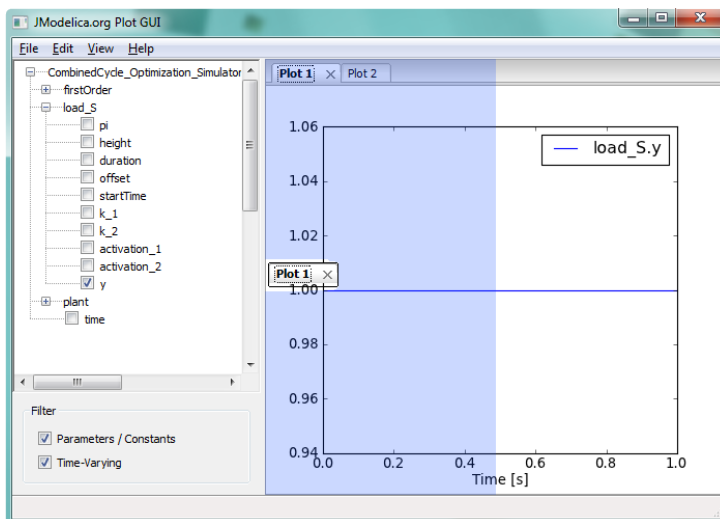 JModelica.org Plot GUI
File Edit View Help
CombinedCycle_Optimization_Simulator
firstOrder
load_S
pi
height
duration
offset
startTime
k_1
k_2
activation_1
activation_2
y
plant
time
Filter
Parameters / Constants
Time-Varying
Plot 1 Plot 2
1.06
load_S.y
1.04
1.02
Plot 1
1.00
0.98
0.96
0.94
0.0 0.2 0.4 0.6 0.8 1.0
Time [s]